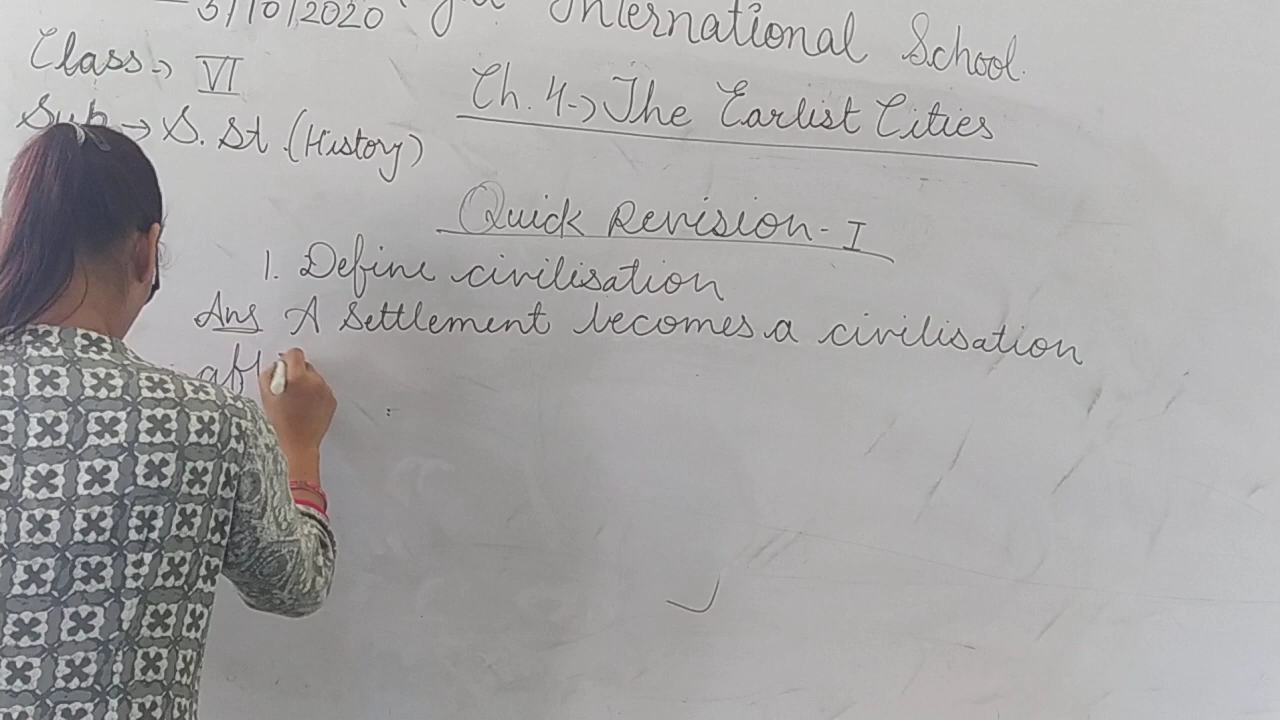 3/10/2020 International School.
Class → VI
Ch. 4 → The Earlist Cities
Sub → S. St (History)
Quick Revision - I
1. Define civilisation
Ans A Settlement becomes a civilisation
aft